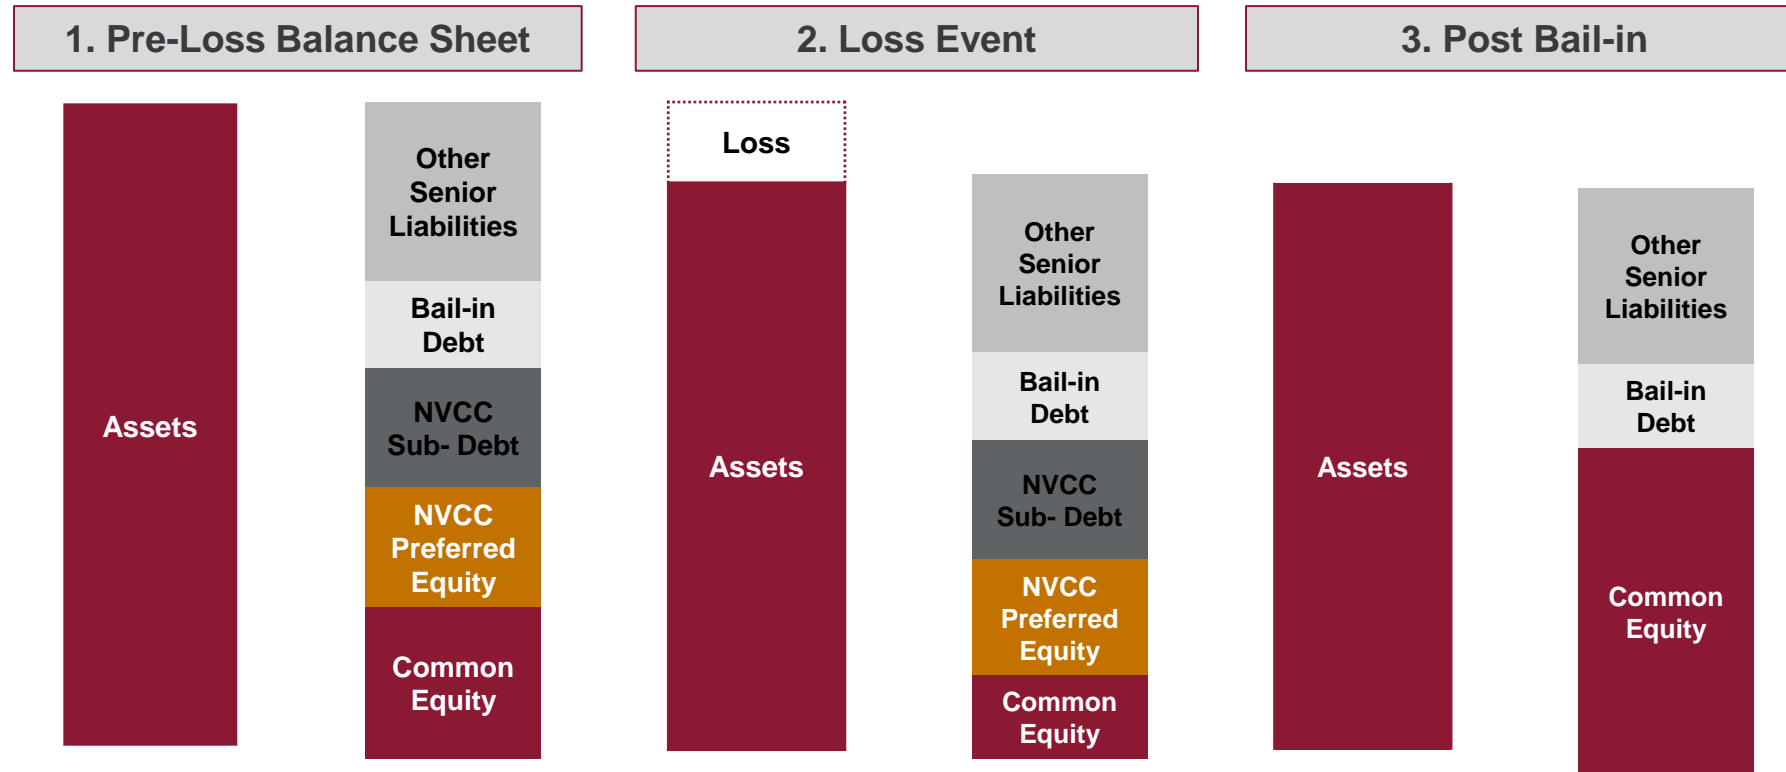 1. Pre-Loss Balance Sheet
Assets
Other
Senior
Liabilities
Bail-in
Debt
NVCC
Sub- Debt
NVCC
Preferred
Equity
Common
Equity
2. Loss Event
Loss
Assets
Other
Senior
Liabilities
Bail-in
Debt
NVCC
Sub- Debt
NVCC
Preferred
Equity
Common
Equity
3. Post Bail-in
Assets
Other
Senior
Liabilities
Bail-in
Debt
Common
Equity